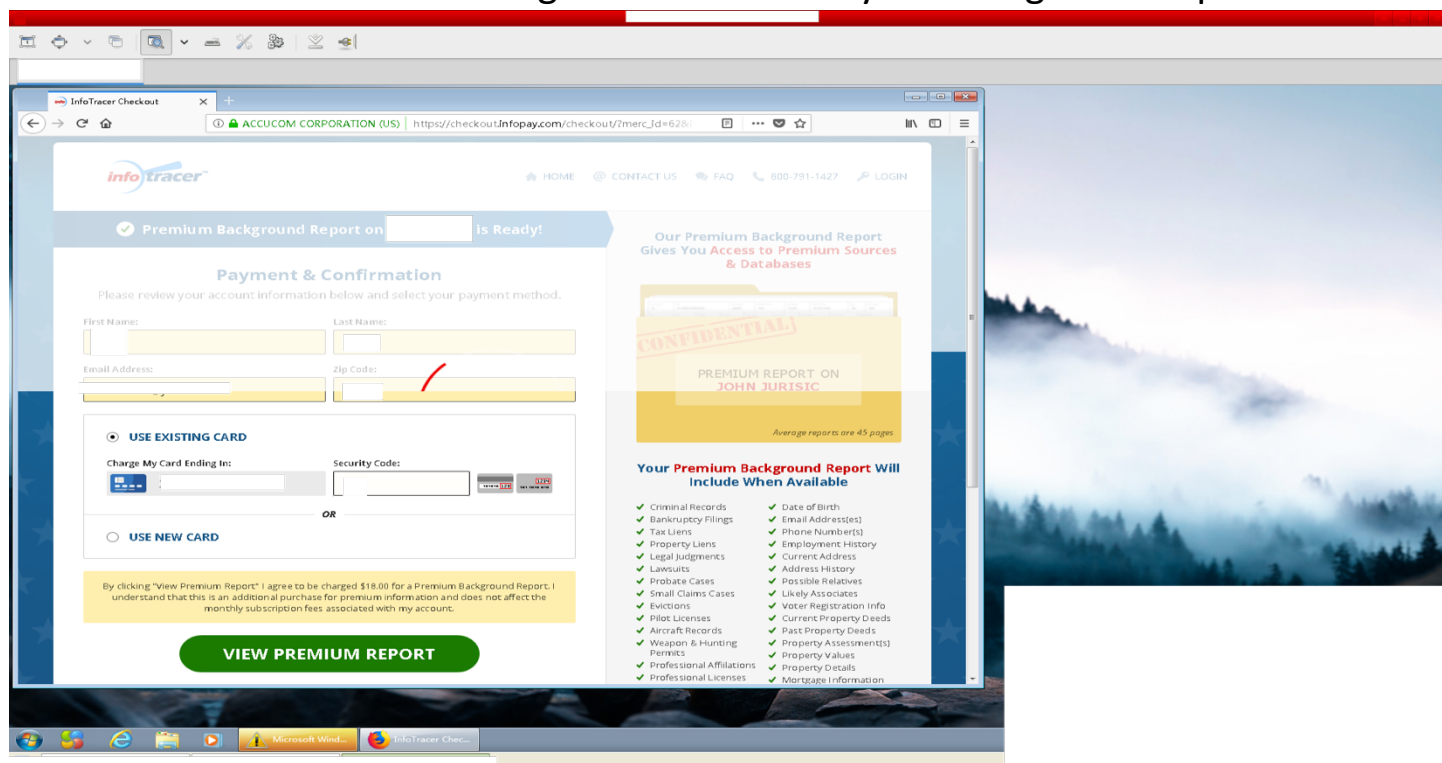 InfoTracer Checkout
ACCUCOM CORPORATION (US) https://checkout.infopay.com/checkout/?merc_id=62&
info tracer™
HOME CONTACT US FAQ 800-791-1427 LOGIN
Premium Background Report on is Ready!
Payment & Confirmation
Please review your account information below and select your payment method.
First Name: Last Name:
Email Address: Zip Code:
USE EXISTING CARD
Charge My Card Ending In: Security Code:
OR
USE NEW CARD
By clicking "View Premium Report" I agree to be charged $18.00 for a Premium Background Report. I
understand that this is an additional purchase for premium information and does not affect the
monthly subscription fees associated with my account.
VIEW PREMIUM REPORT
Our Premium Background Report
Gives You Access to Premium Sources
& Databases
CONFIDENTIAL
PREMIUM REPORT ON
JOHN JURISIC
Average reports are 45 pages
Your Premium Background Report Will
Include When Available
Criminal Records
Bankruptcy Filings
Tax Liens
Property Liens
Legal Judgments
Lawsuits
Probate Cases
Small Claims Cases
Evictions
Pilot Licenses
Aircraft Records
Weapon & Hunting
Permits
Professional Affiliations
Professional Licenses
Date of Birth
Email Address(es)
Phone Number(s)
Employment History
Current Address
Address History
Possible Relatives
Likely Associates
Voter Registration Info
Current Property Deeds
Past Property Deeds
Property Assessment(s)
Property Values
Property Details
Mortgage Information
Microsoft Wind... InfoTracer Chec...